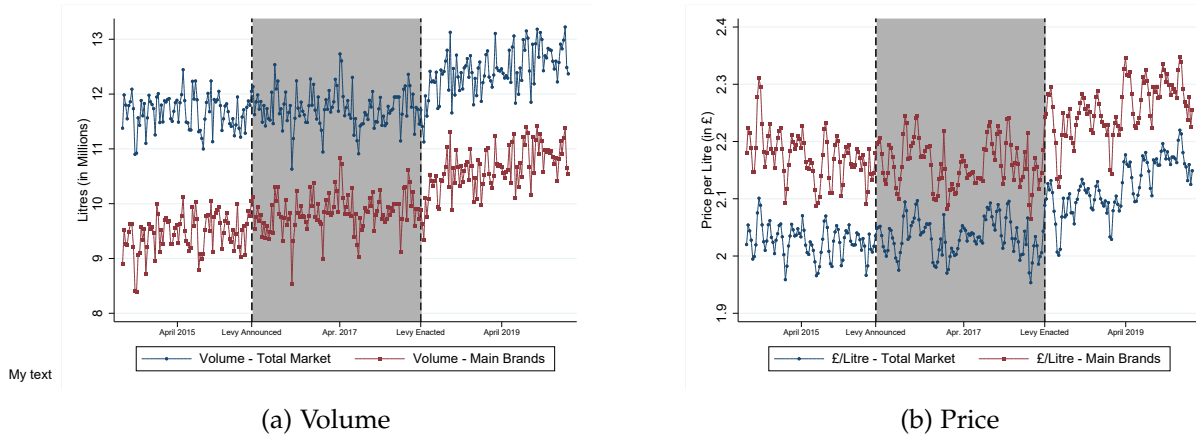 Litres (in Millions)
13
12
11
10
9
8
April 2015
Levy Announced
Apr. 2017
Levy Enacted
April 2019
Volume - Total Market
Volume - Main Brands
My text
(a) Volume
Price per Litre (in £)
2.4
2.3
2.2
2.1
2
1.9
April 2015
Levy Announced
Apr. 2017
Levy Enacted
April 2019
£/Litre - Total Market
£/Litre - Main Brands
(b) Price